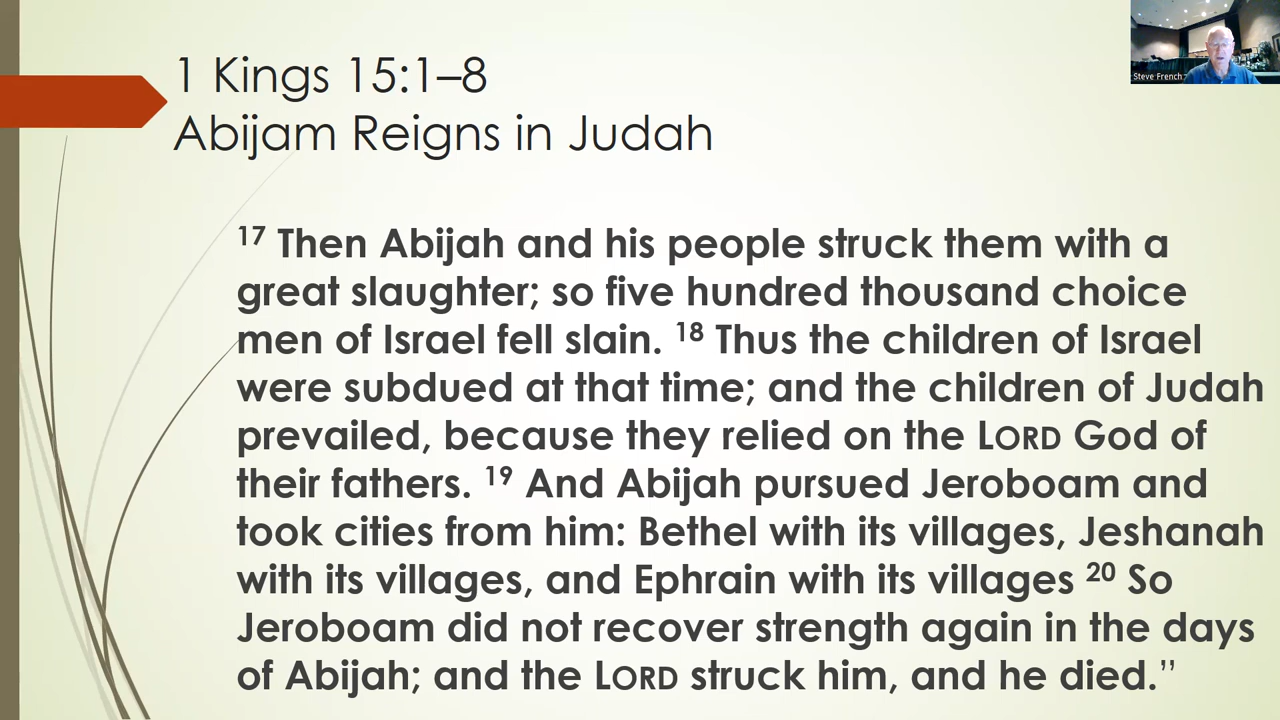 1 Kings 15:1–8
Abijam Reigns in Judah
Steve French
17 Then Abijah and his people struck them with a
great slaughter; so five hundred thousand choice
men of Israel fell slain. 18 Thus the children of Israel
were subdued at that time; and the children of Judah
prevailed, because they relied on the LORD God of
their fathers. 19 And Abijah pursued Jeroboam and
took cities from him: Bethel with its villages, Jeshanah
with its villages, and Ephrain with its villages 20 So
Jeroboam did not recover strength again in the days
of Abijah; and the LORD struck him, and he died.”